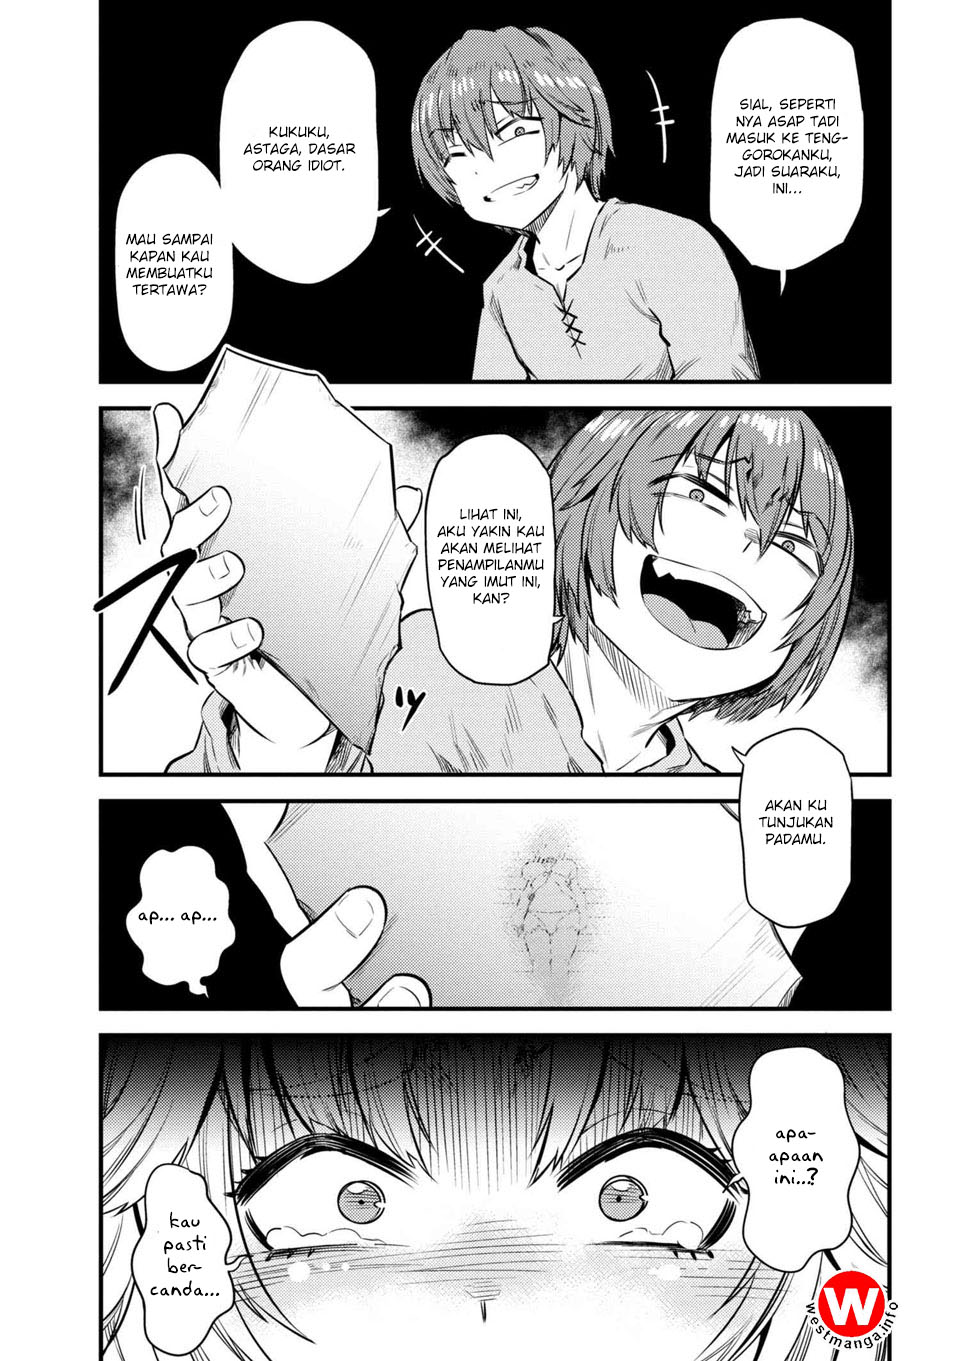 SIAL, SEPERTI
NYA ASAP TADI
MASUK KE TENG-
GOROKANKU,
JADI SUARAKU,
INI...
KUKUKU,
ASTAGA, DASAR
ORANG IDIOT.
MAU SAMPAI
KAPAN KAU
MEMBUATKU
TERTAWA?
LIHAT INI,
AKU YAKIN KAU
AKAN MELIHAT
PENAMPILANMU
YANG IMUT INI,
KAN?
ス
ッ
AKAN KU
TUNJUKAN
PADAMU.
ap... ap...
apa-
apaan
ini...?
kau
pasti
ber-
canda...
W
westmanga.info